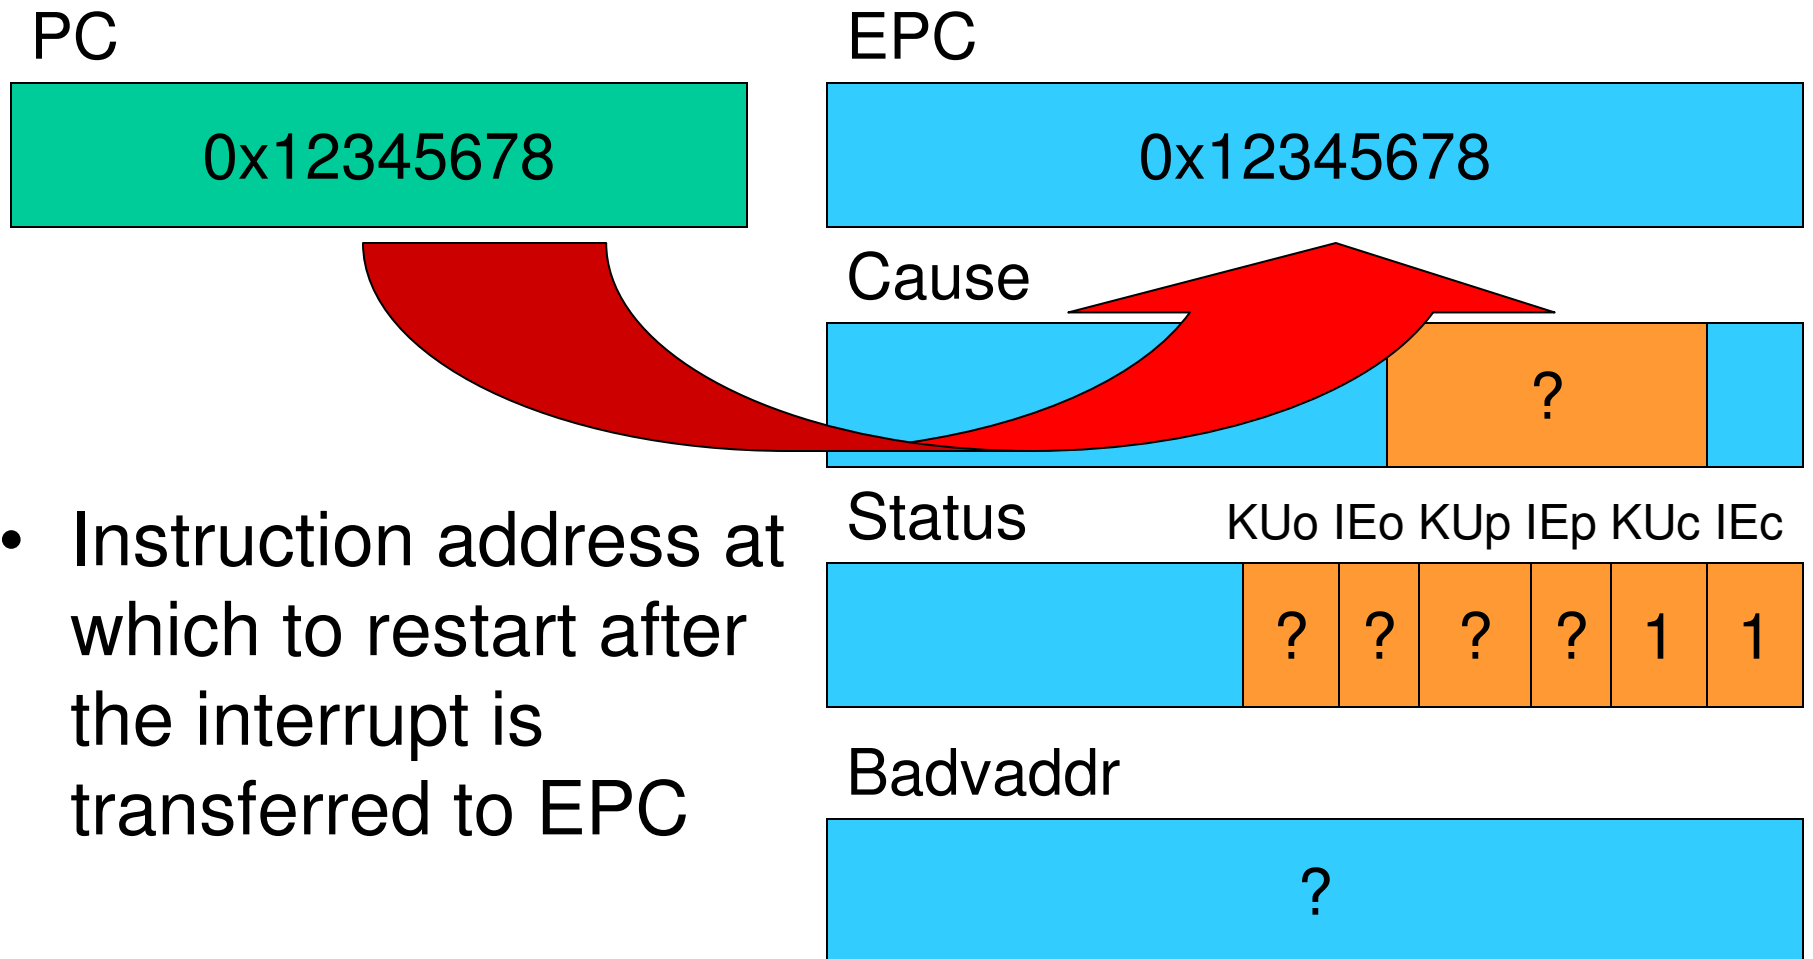 PC
0x12345678
EPC
0x12345678
Cause
?
Status KUo IEo KUp IEp KUc IEc
? ? ? ? 1 1
Badvaddr
?
• Instruction address at
which to restart after
the interrupt is
transferred to EPC